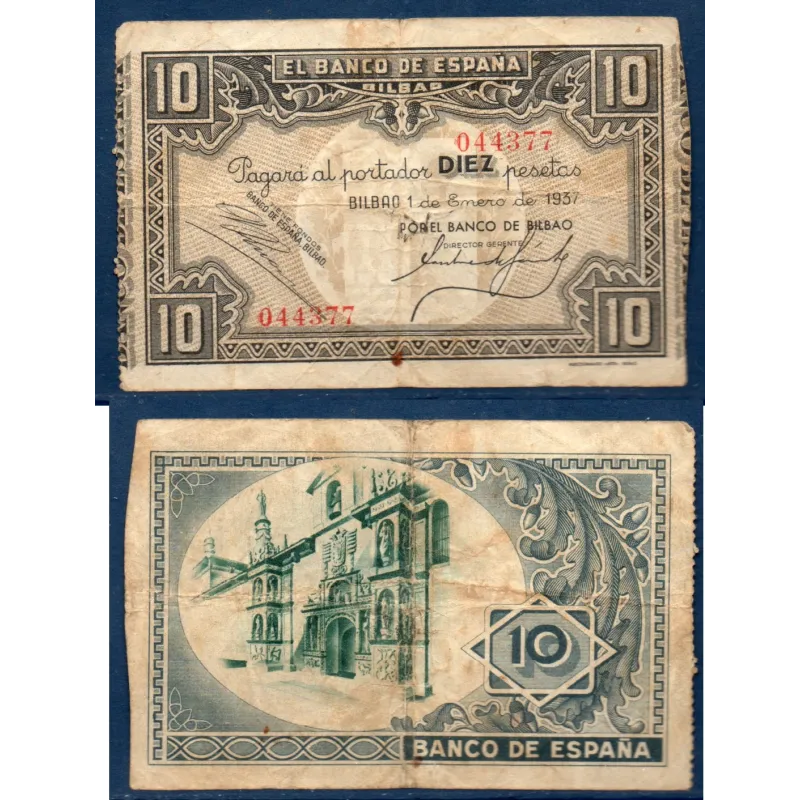 10 EL BANCO DE ESPAÑA 10
BILBAO
044377
Pagará al portador DIEZ pesetas
BILBAO 1 de Enero de 1937
POR EL BANCO DE BILBAO
BANCO DE ESPAÑA, BILBAO
DIRECTOR GERENTE
044377
10 10
10
BANCO DE ESPAÑA